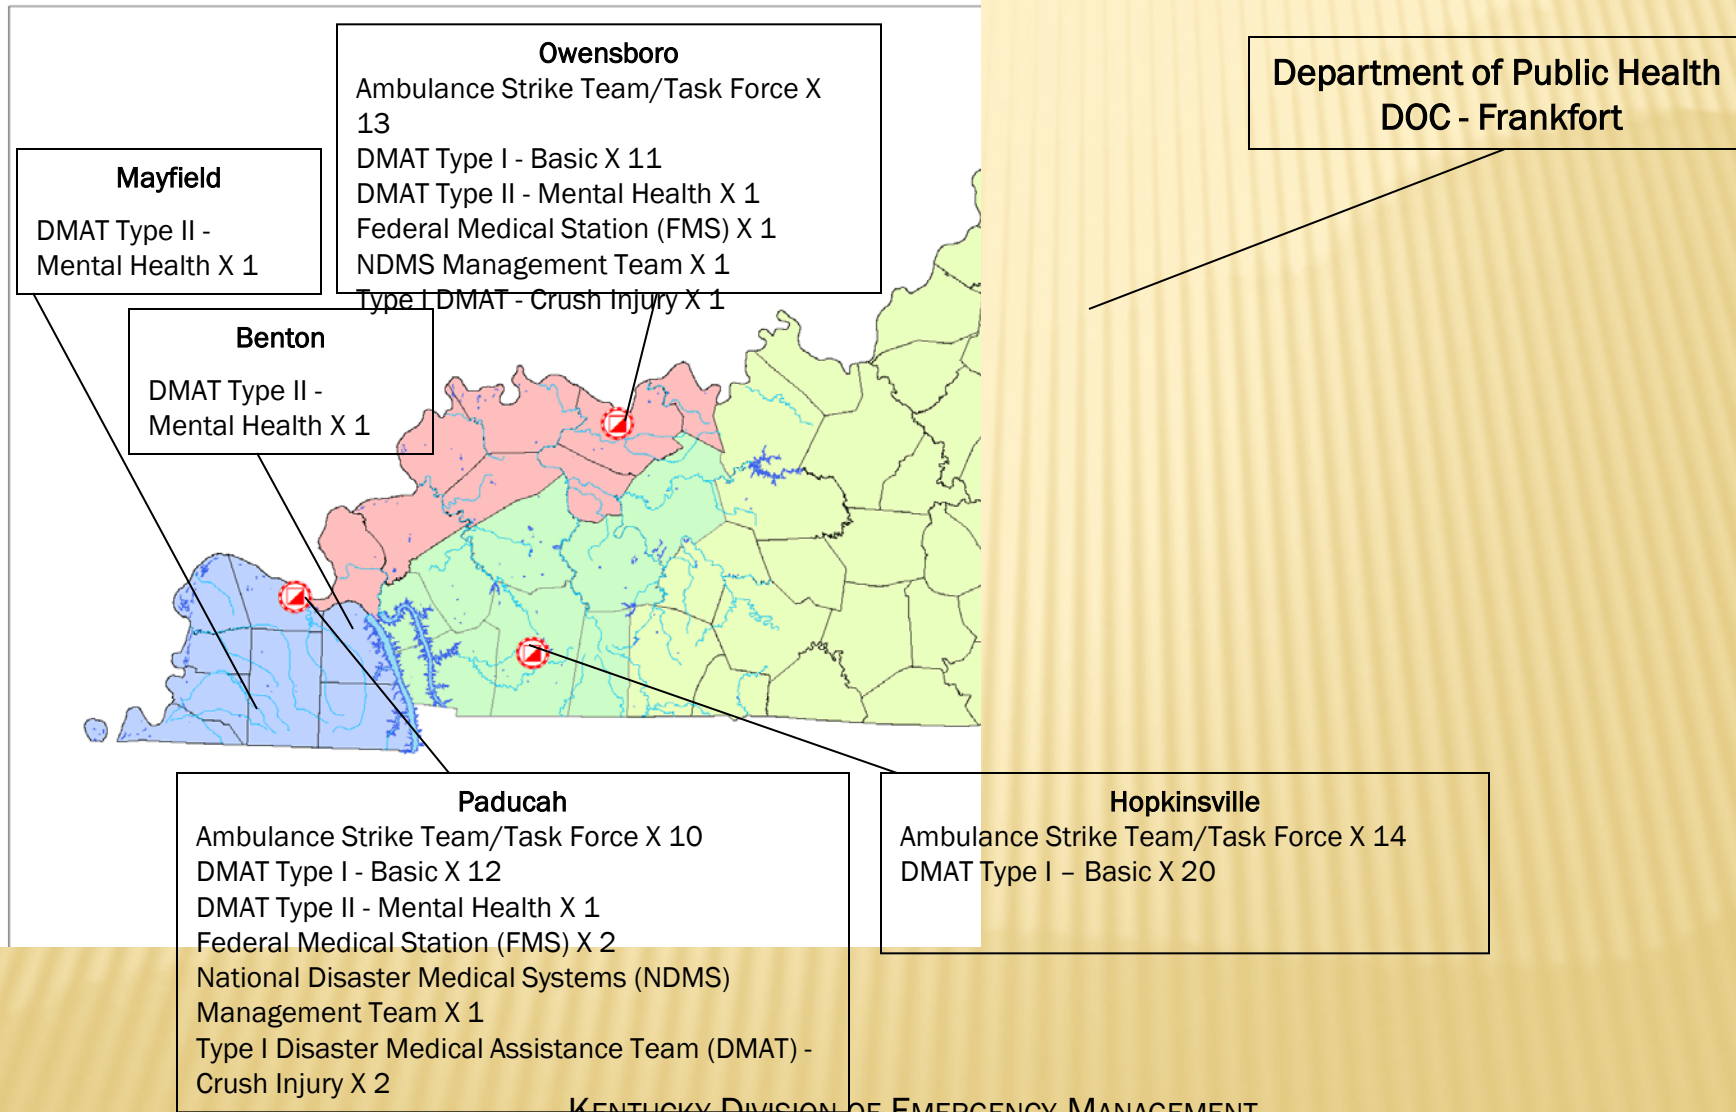 Owensboro
Ambulance Strike Team/Task Force X
13
DMAT Type I - Basic X 11
DMAT Type II - Mental Health X 1
Federal Medical Station (FMS) X 1
NDMS Management Team X 1
Type I DMAT - Crush Injury X 1
Department of Public Health
DOC - Frankfort
Mayfield
DMAT Type II -
Mental Health X 1
Benton
DMAT Type II -
Mental Health X 1
Paducah
Ambulance Strike Team/Task Force X 10
DMAT Type I - Basic X 12
DMAT Type II - Mental Health X 1
Federal Medical Station (FMS) X 2
National Disaster Medical Systems (NDMS)
Management Team X 1
Type I Disaster Medical Assistance Team (DMAT) -
Crush Injury X 2
Hopkinsville
Ambulance Strike Team/Task Force X 14
DMAT Type I – Basic X 20
KENTUCKY DIVISION OF EMERGENCY MANAGEMENT